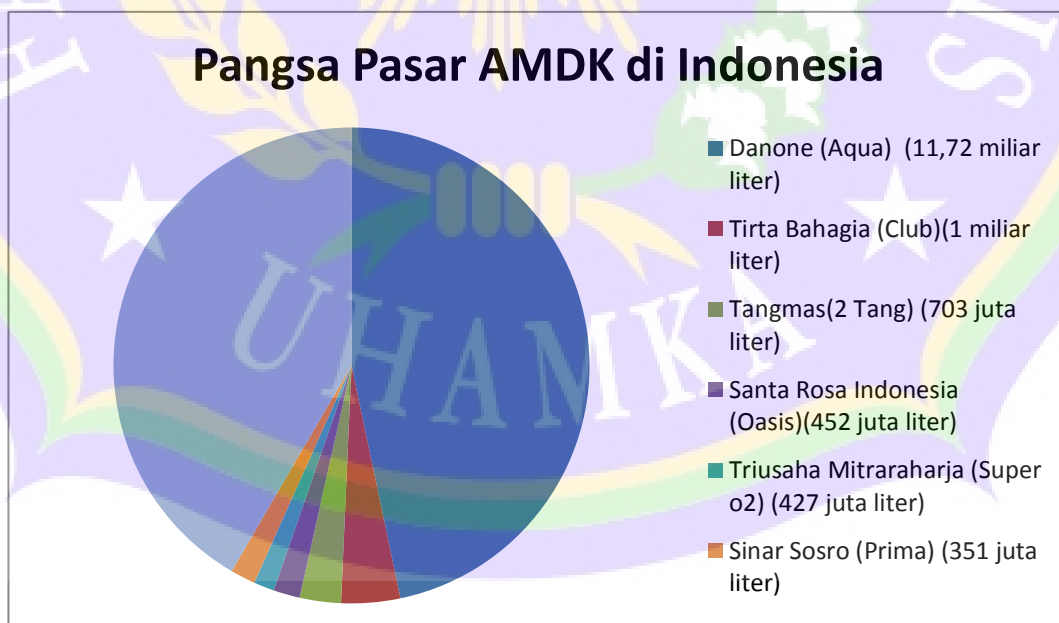 Pangsa Pasar AMDK di Indonesia
Danone (Aqua) (11,72 miliar
liter)
Tirta Bahagia (Club)(1 miliar
liter)
Tangmas(2 Tang) (703 juta
liter)
Santa Rosa Indonesia
(Oasis)(452 juta liter)
Triusaha Mitraraharja (Super
o2) (427 juta liter)
Sinar Sosro (Prima) (351 juta
liter)
UHAMKA